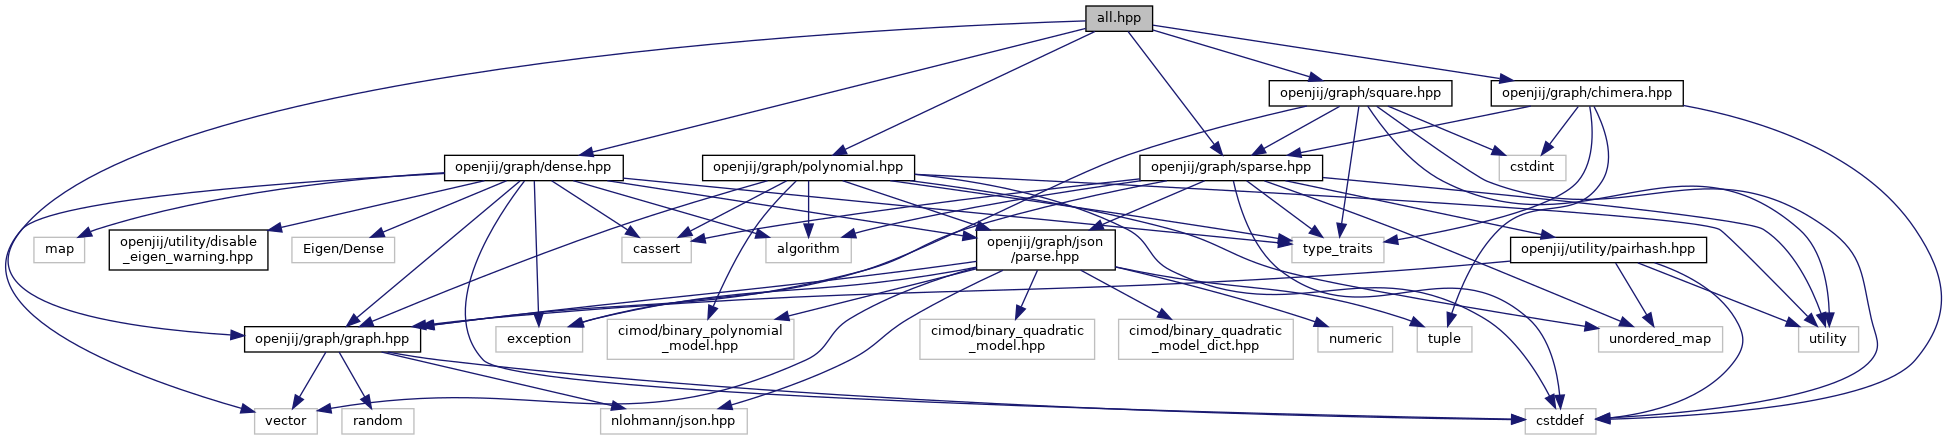 all.hpp
openjij/graph/square.hpp
openjij/graph/chimera.hpp
openjij/graph/dense.hpp
openjij/graph/polynomial.hpp
openjij/graph/sparse.hpp
cstdint
map
openjij/utility/disable
_eigen_warning.hpp
Eigen/Dense
cassert
algorithm
openjij/graph/json
/parse.hpp
type_traits
openjij/utility/pairhash.hpp
openjij/graph/graph.hpp
exception
cimod/binary_polynomial
_model.hpp
cimod/binary_quadratic
_model.hpp
cimod/binary_quadratic
_model_dict.hpp
numeric
tuple
unordered_map
utility
vector
random
nlohmann/json.hpp
cstddef